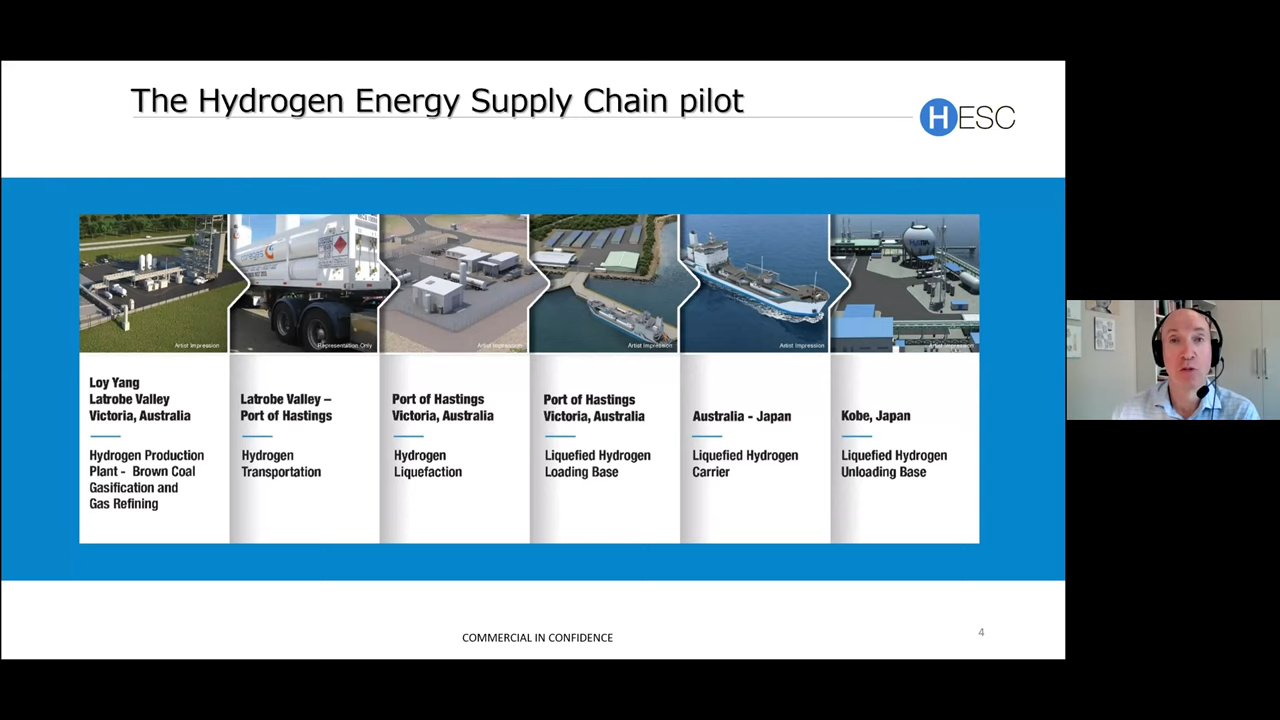 The Hydrogen Energy Supply Chain pilot
HESC
Artist Impression
Representation Only
Artist Impression
Artist Impression
Artist Impression
Artist Impression
Loy Yang
Latrobe Valley
Victoria, Australia
Hydrogen Production
Plant - Brown Coal
Gasification and
Gas Refining
Latrobe Valley –
Port of Hastings
Hydrogen
Transportation
Port of Hastings
Victoria, Australia
Hydrogen
Liquefaction
Port of Hastings
Victoria, Australia
Liquefied Hydrogen
Loading Base
Australia - Japan
Liquefied Hydrogen
Carrier
Kobe, Japan
Liquefied Hydrogen
Unloading Base
COMMERCIAL IN CONFIDENCE
4